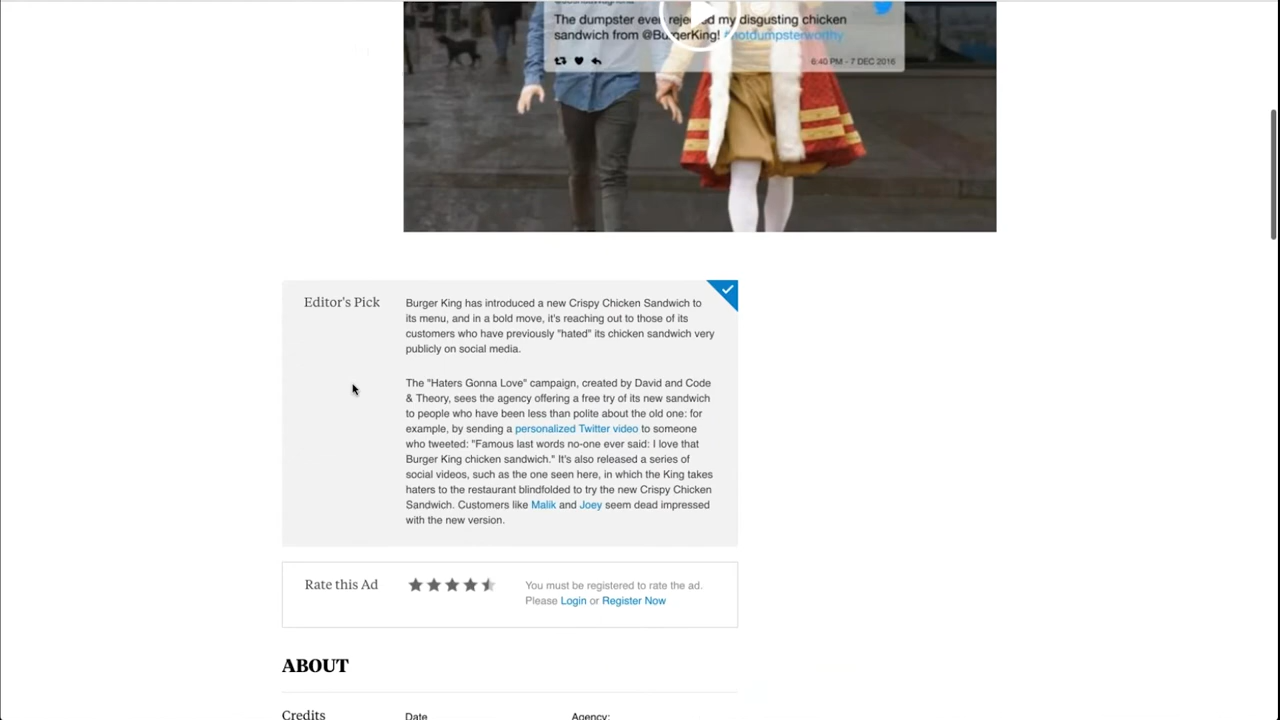 The dumpster even rejected my disgusting chicken
sandwich from @BurgerKing! #notdumpsterworthy
6:40 PM - 7 DEC 2016
Editor's Pick
Burger King has introduced a new Crispy Chicken Sandwich to
its menu, and in a bold move, it's reaching out to those of its
customers who have previously "hated" its chicken sandwich very
publicly on social media.
The "Haters Gonna Love" campaign, created by David and Code
& Theory, sees the agency offering a free try of its new sandwich
to people who have been less than polite about the old one: for
example, by sending a personalized Twitter video to someone
who tweeted: "Famous last words no-one ever said: I love that
Burger King chicken sandwich." It's also released a series of
social videos, such as the one seen here, in which the King takes
haters to the restaurant blindfolded to try the new Crispy Chicken
Sandwich. Customers like Malik and Joey seem dead impressed
with the new version.
Rate this Ad
You must be registered to rate the ad.
Please Login or Register Now
ABOUT
Credits
Date
Agency: